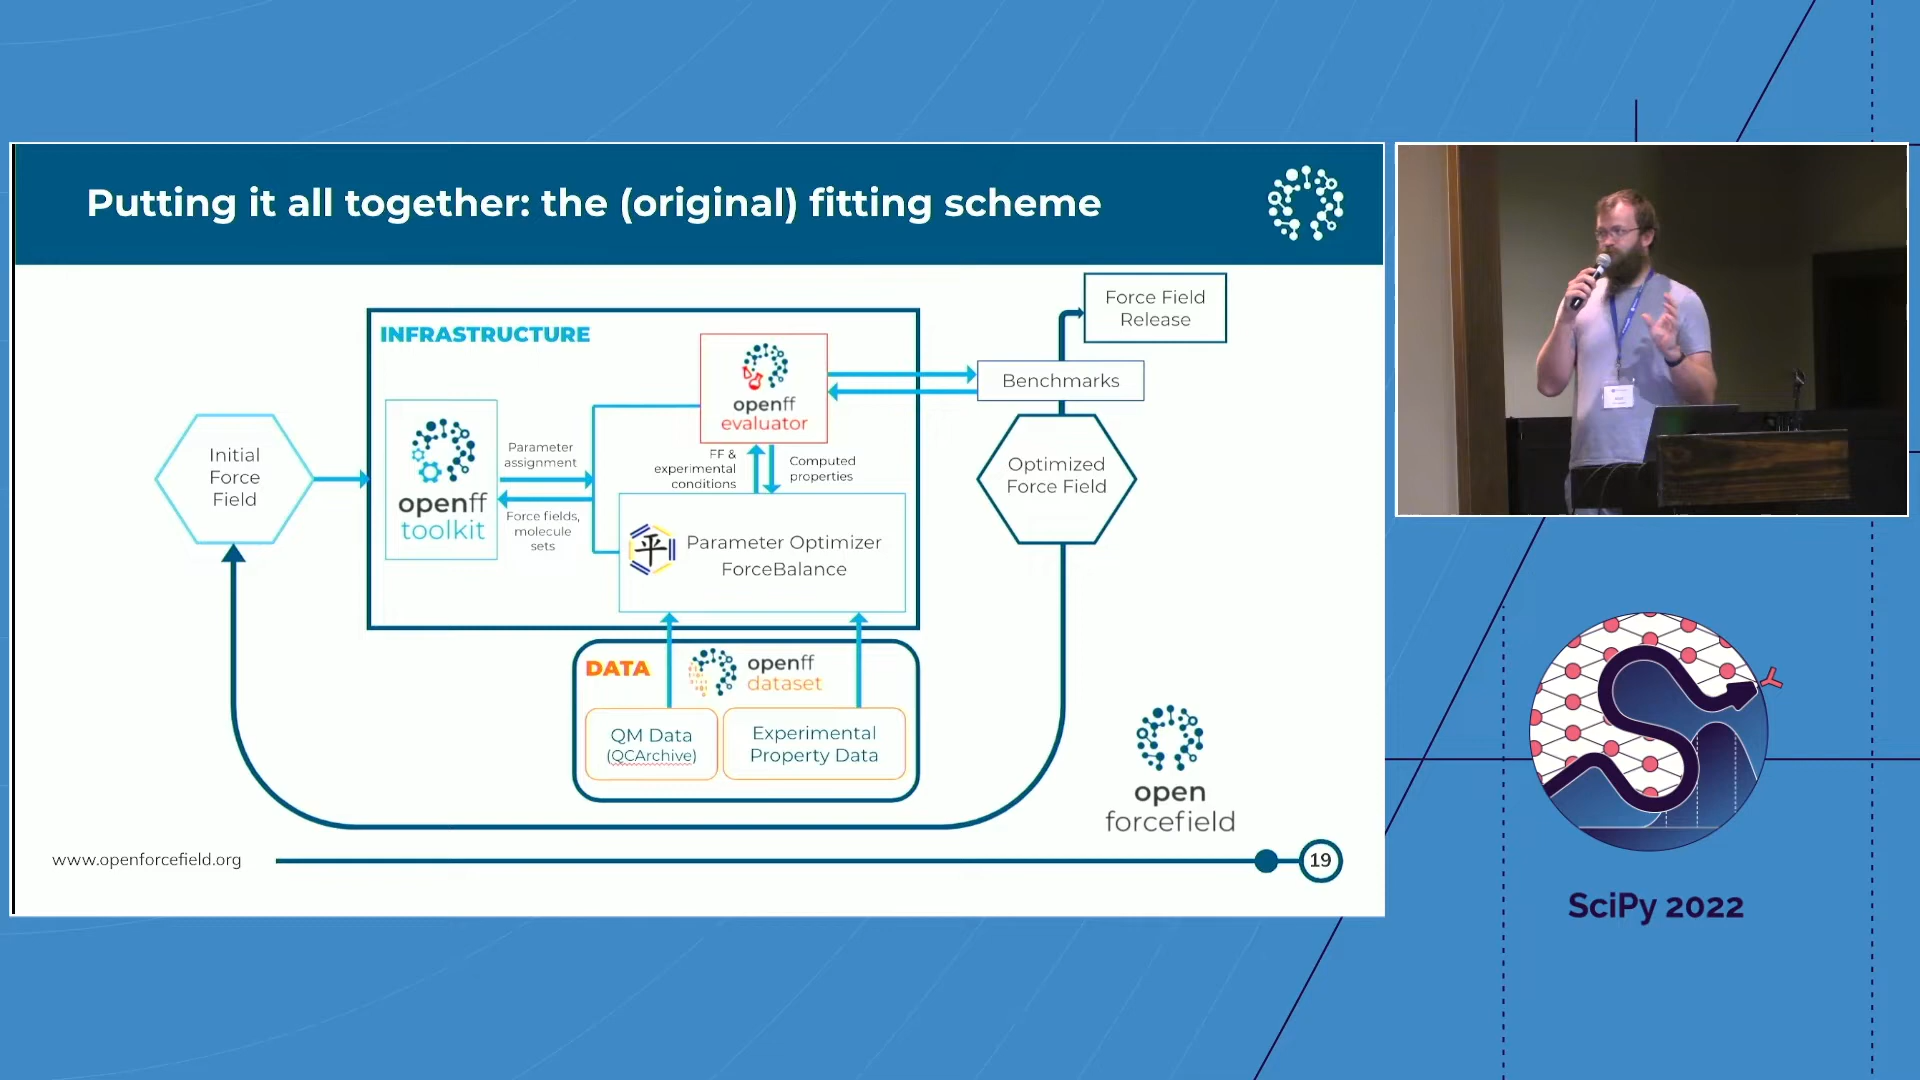 Putting it all together: the (original) fitting scheme
INFRASTRUCTURE
Initial
Force
Field
openff
toolkit
Parameter
assignment
Force fields,
molecule
sets
openff
evaluator
FF &
experimental
conditions
Computed
properties
平
Parameter Optimizer
ForceBalance
Force Field
Release
Benchmarks
Optimized
Force Field
DATA
openff
dataset
QM Data
(QCArchive)
Experimental
Property Data
open
forcefield
www.openforcefield.org
19
SciPy 2022